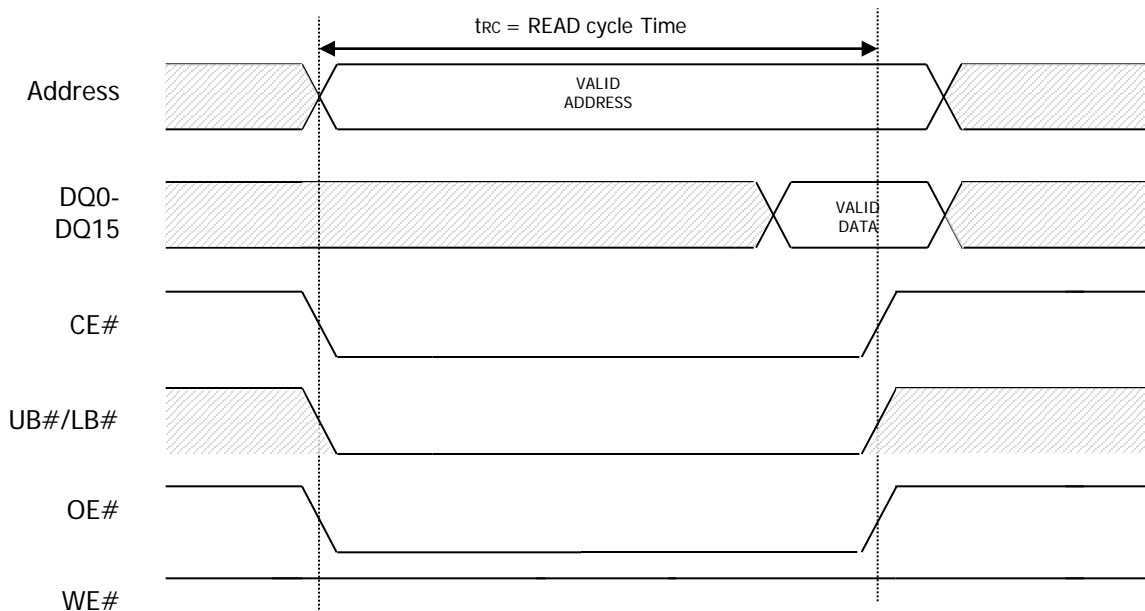 tRC = READ cycle Time
Address
VALID
ADDRESS
DQ0-
DQ15
VALID
DATA
CE#
UB#/LB#
OE#
WE#